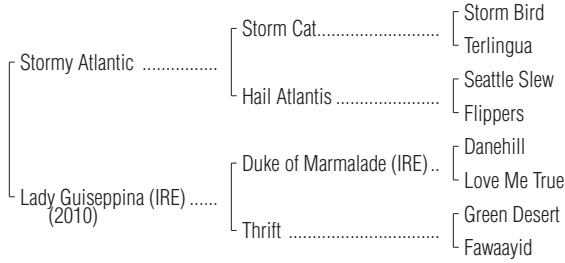 Storm Bird
Storm Cat..............................
Terlingua
Stormy Atlantic ..................
Seattle Slew
Hail Atlantis .........................
Flippers
Danehill
Duke of Marmalade (IRE) ..
Love Me True
Lady Guiseppina (IRE) ......
(2010)
Green Desert
Thrift ....................................
Fawaayid